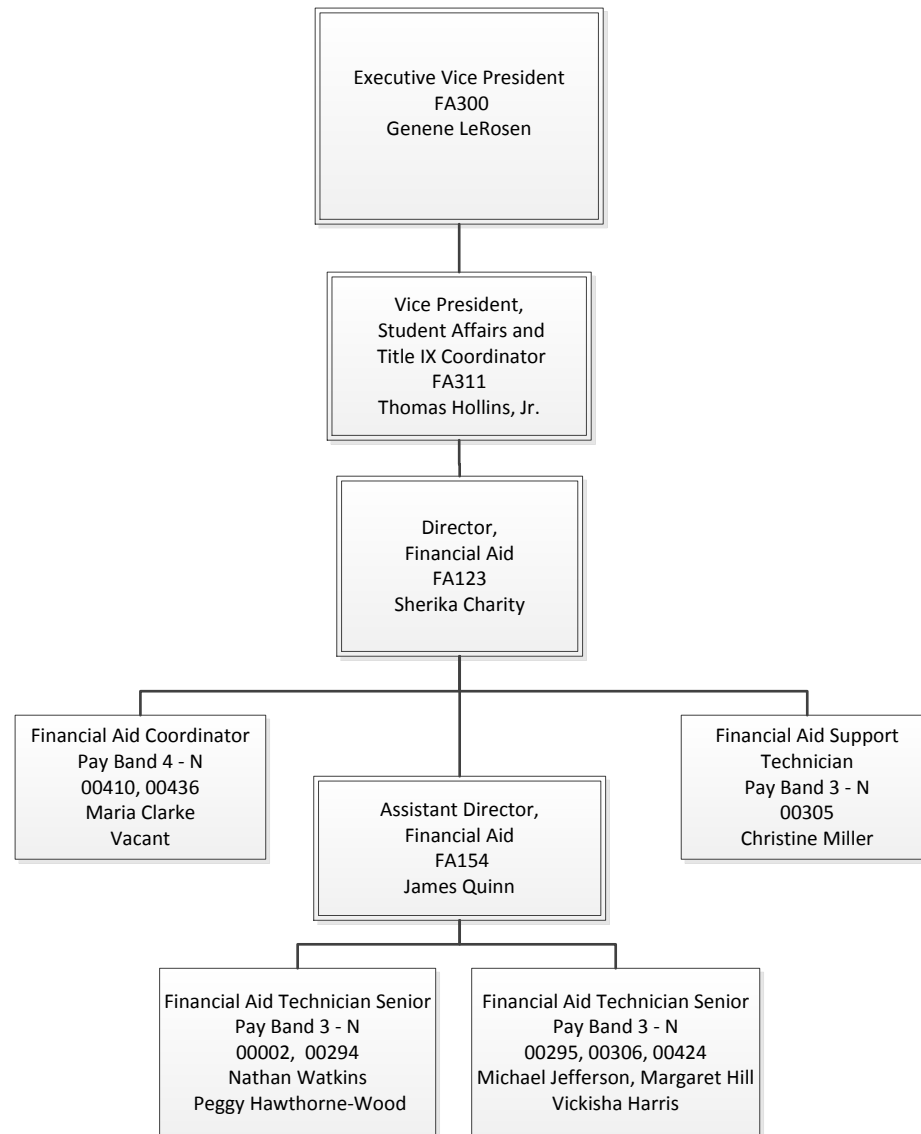 Executive Vice President
FA300
Genene LeRosen
Vice President,
Student Affairs and
Title IX Coordinator
FA311
Thomas Hollins, Jr.
Director,
Financial Aid
FA123
Sherika Charity
Financial Aid Coordinator
Pay Band 4 - N
00410, 00436
Maria Clarke
Vacant
Assistant Director,
Financial Aid
FA154
James Quinn
Financial Aid Support
Technician
Pay Band 3 - N
00305
Christine Miller
Financial Aid Technician Senior
Pay Band 3 - N
00002,  00294
Nathan Watkins
Peggy Hawthorne-Wood
Financial Aid Technician Senior
Pay Band 3 - N
00295, 00306, 00424
Michael Jefferson, Margaret Hill
Vickisha Harris